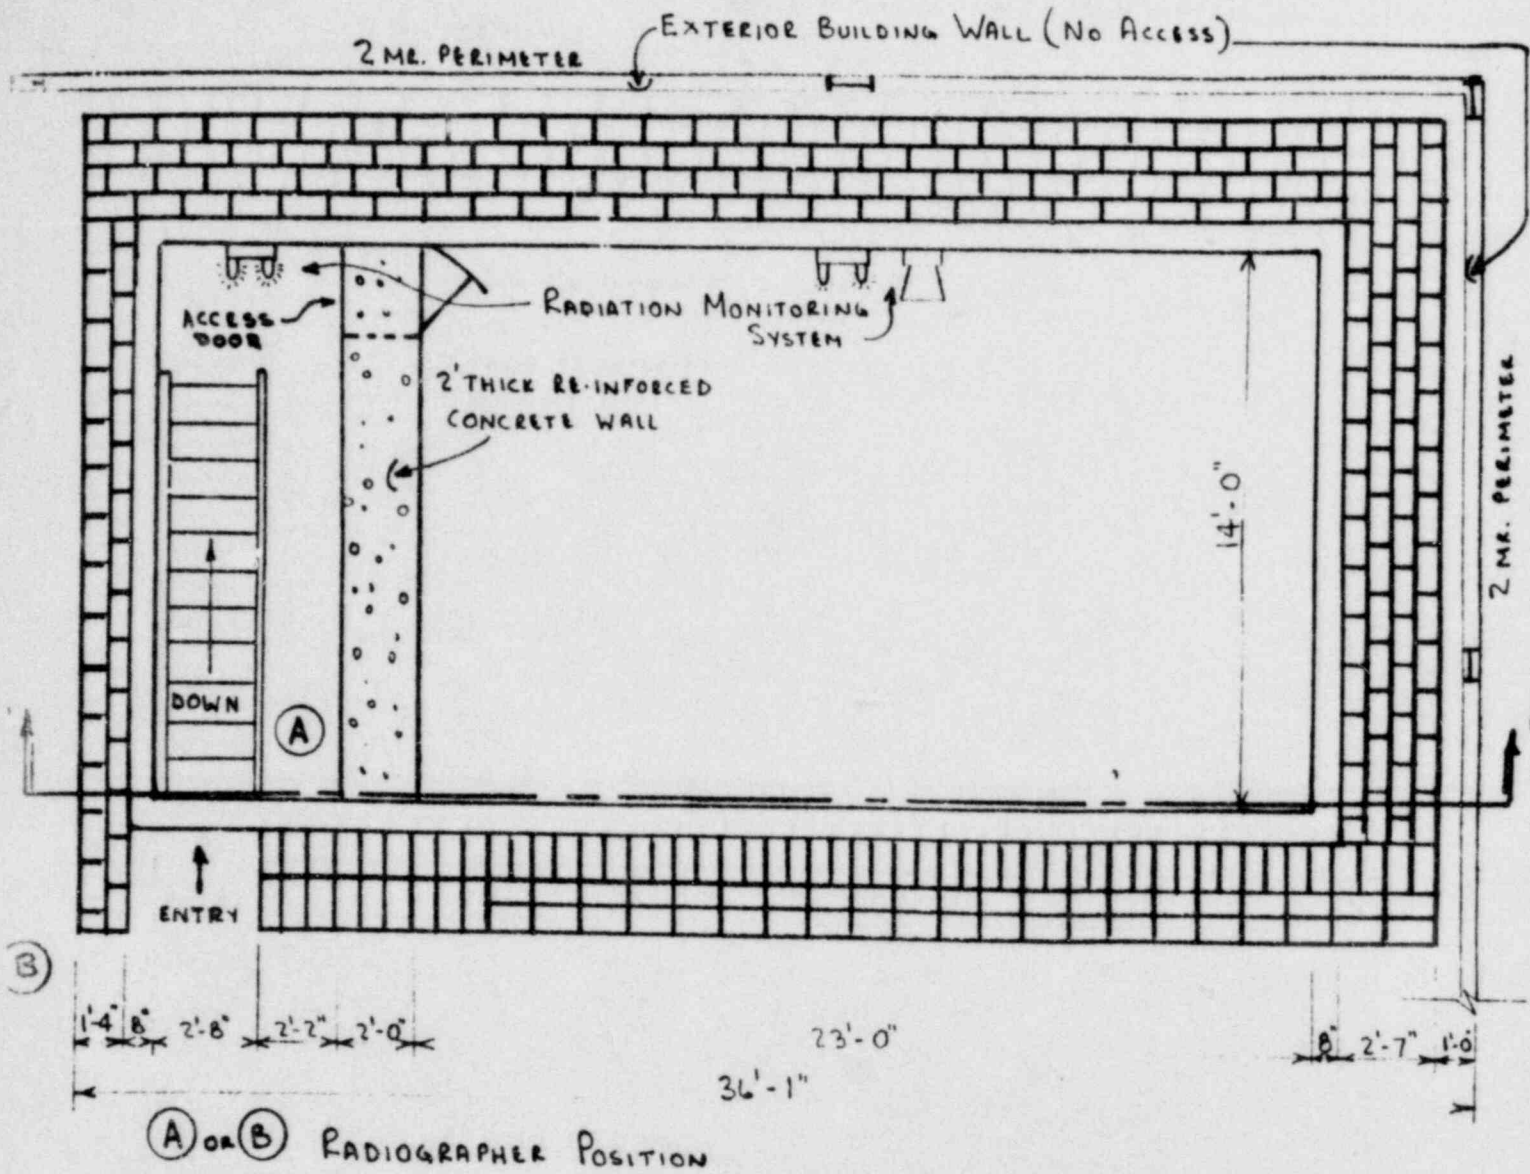 EXTERIOR BUILDING WALL (NO ACCESS)
2 MR. PERIMETER
ACCESS
DOOR
RADIATION MONITORING
SYSTEM
2' THICK RE-INFORCED
CONCRETE WALL
14'-0"
2 MR. PERIMETER
DOWN
A
ENTRY
B
1'-4" 8" 2'-8" 2'-2" 2'-0" 23'-0" 8" 2'-7" 1'-0
36'-1"
A OR B RADIOGRAPHER POSITION